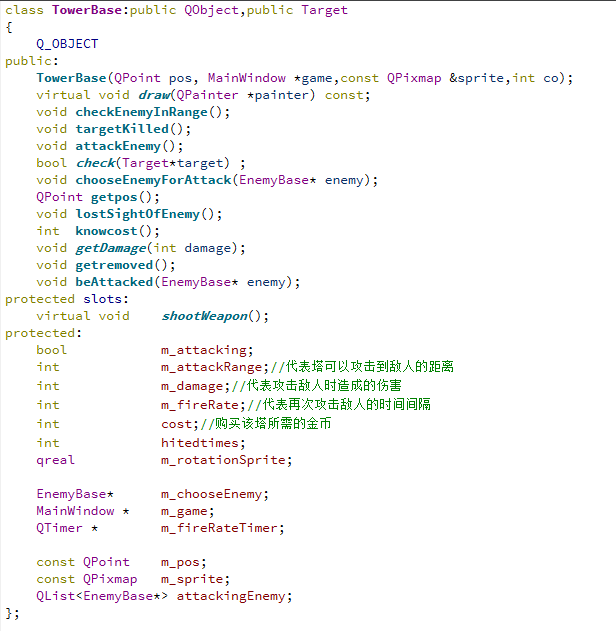 class TowerBase:public QObject,public Target
{
    Q_OBJECT
public:
    TowerBase(QPoint pos, MainWindow *game,const QPixmap &sprite,int co);
    virtual void draw(QPainter *painter) const;
    void checkEnemyInRange();
    void targetKilled();
    void attackEnemy();
    bool check(Target*target) ;
    void chooseEnemyForAttack(EnemyBase* enemy);
    QPoint getpos();
    void lostSightOfEnemy();
    int  knowcost();
    void getDamage(int damage);
    void getremoved();
    void beAttacked(EnemyBase* enemy);
protected slots:
    virtual void    shootWeapon();
protected:
    bool            m_attacking;
    int             m_attackRange;//代表塔可以攻击到敌人的距离
    int             m_damage;//代表攻击敌人时造成的伤害
    int             m_fireRate;//代表再次攻击敌人的时间间隔
    int             cost;//购买该塔所需的金币
    int             hitedtimes;
    qreal           m_rotationSprite;

    EnemyBase*      m_chooseEnemy;
    MainWindow *    m_game;
    QTimer *        m_fireRateTimer;

    const QPoint    m_pos;
    const QPixmap   m_sprite;
    QList<EnemyBase*> attackingEnemy;
};